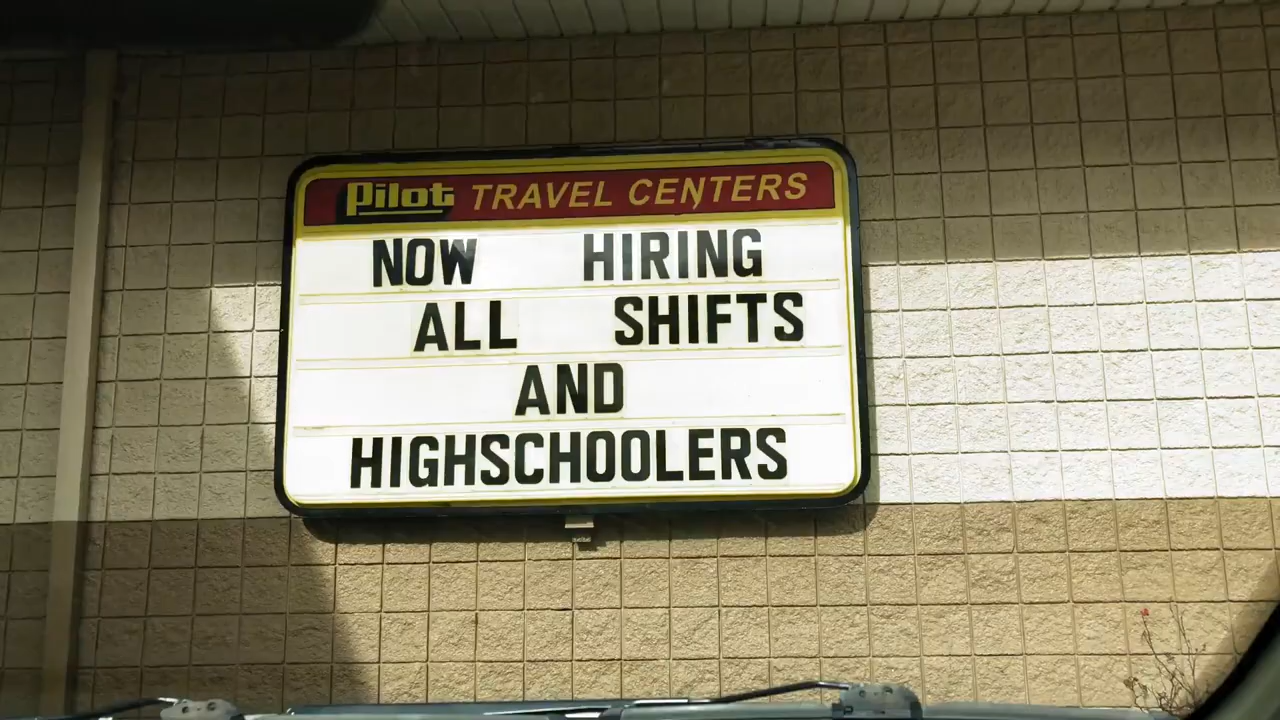 Pilot TRAVEL CENTERS
NOW HIRING
ALL SHIFTS
AND
HIGHSCHOOLERS